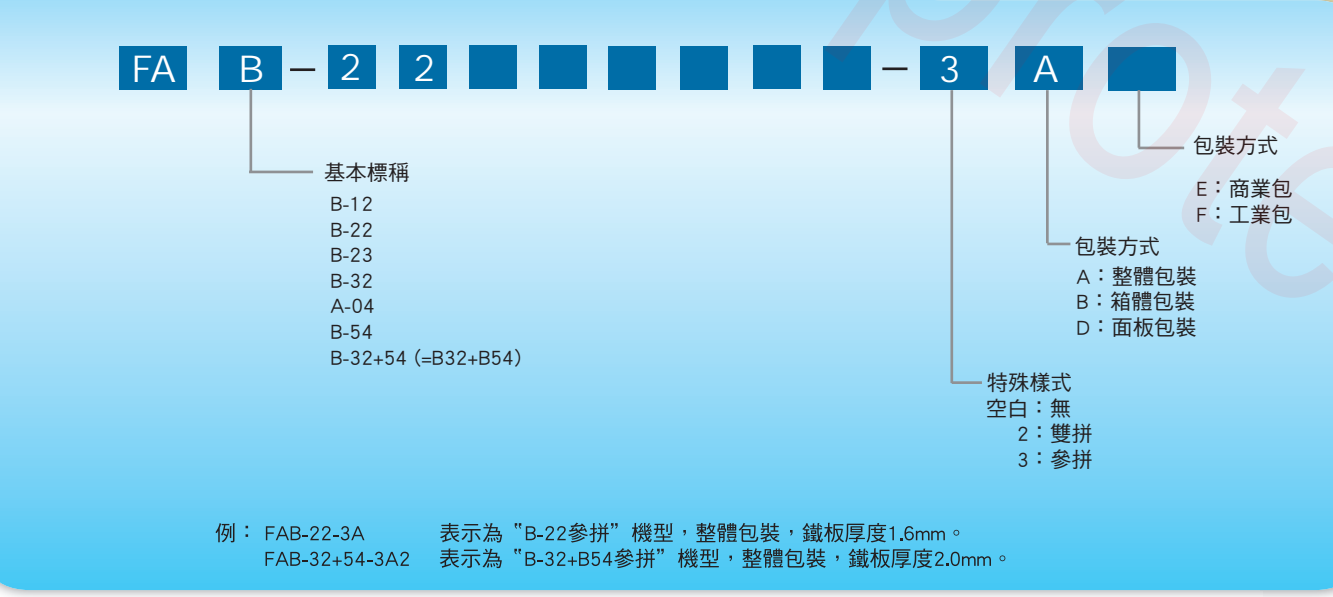 FA B - 2 2 - 3 A
包裝方式
E：商業包
F：工業包
基本標稱
B-12
B-22
B-23
B-32
A-04
B-54
B-32+54 (=B32+B54)
包裝方式
A：整體包裝
B：箱體包裝
D：面板包裝
特殊樣式
空白：無
2：雙拼
3：參拼
例： FAB-22-3A 表示為〝B-22參拼〞機型，整體包裝，鐵板厚度1.6mm。
FAB-32+54-3A2 表示為〝B-32+B54參拼〞機型，整體包裝，鐵板厚度2.0mm。